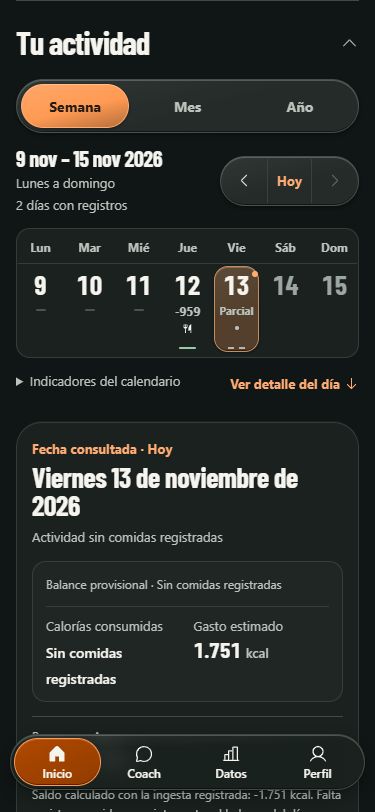 Tu actividad
Semana Mes Año
9 nov – 15 nov 2026
Lunes a domingo
2 días con registros
Hoy
Lun Mar Mié Jue Vie Sáb Dom
9 10 11 12 13 14 15
— — — -959 Parcial
Indicadores del calendario
Ver detalle del día ↓
Fecha consultada · Hoy
Viernes 13 de noviembre de
2026
Actividad sin comidas registradas
Balance provisional · Sin comidas registradas
Calorías consumidas Gasto estimado
Sin comidas
registradas
1.751 kcal
Inicio Coach Datos Perfil
Saldo calculado con la ingesta registrada: -1.751 kcal. Falta